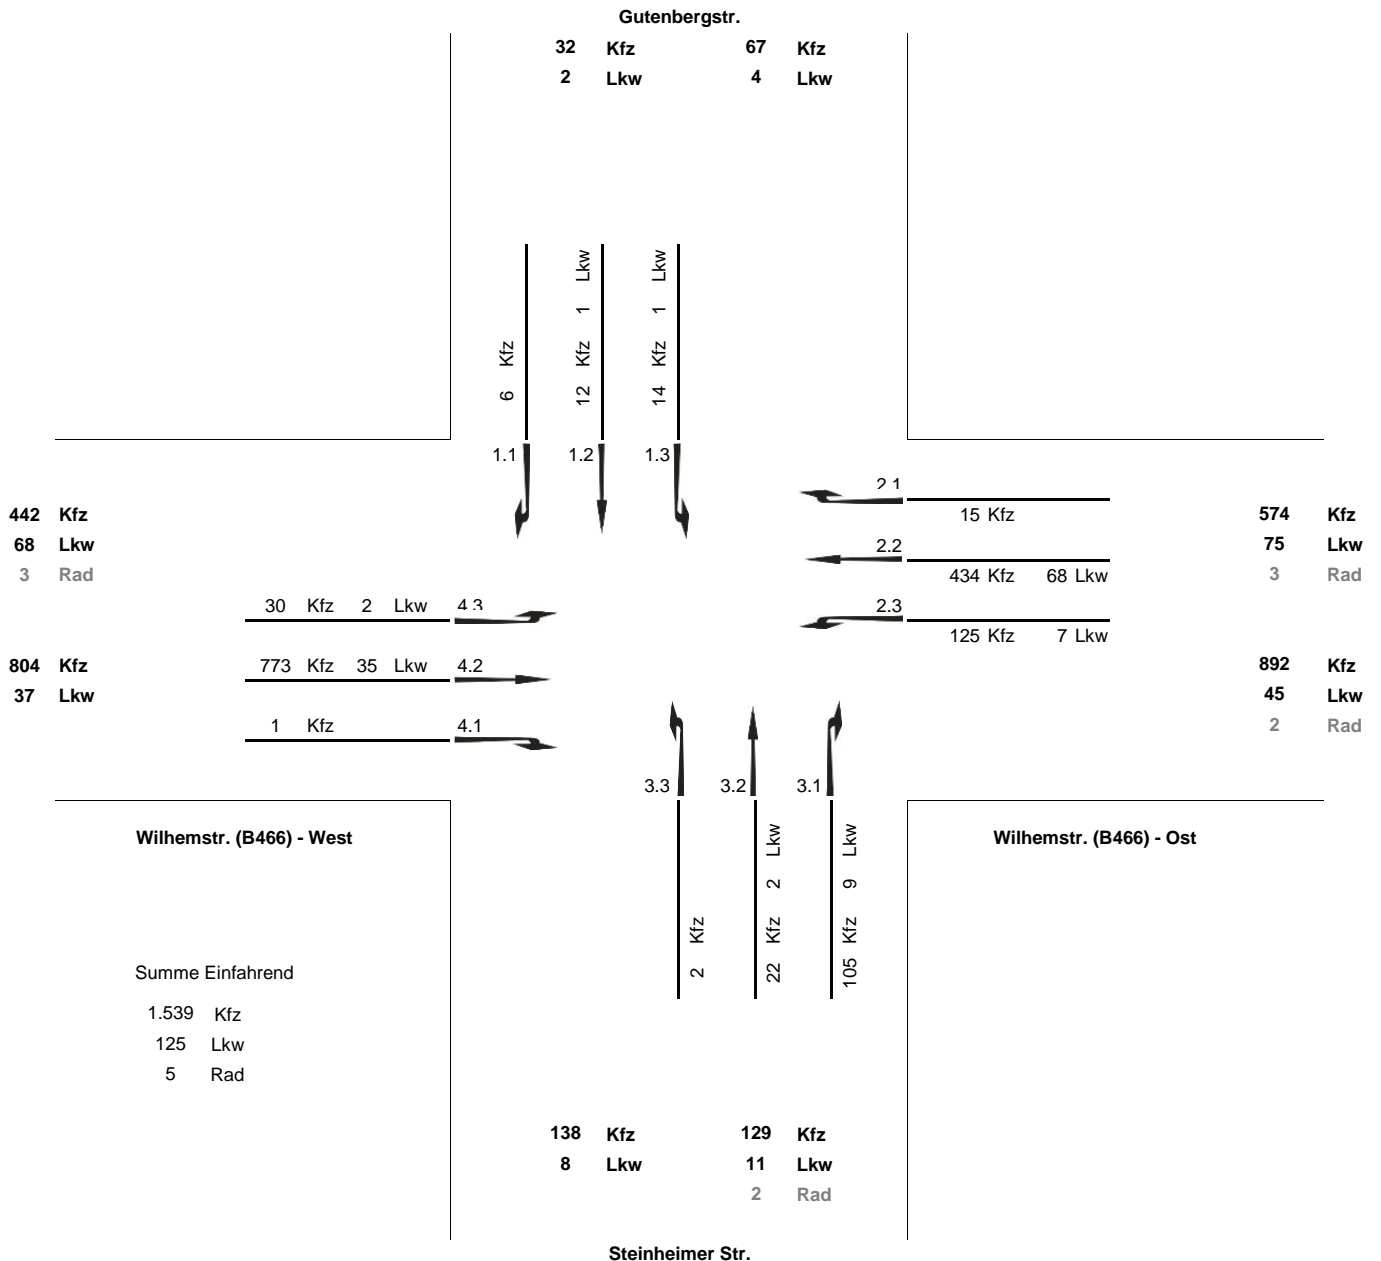 Gutenbergstr.
32 Kfz 67 Kfz
2 Lkw 4 Lkw
6 Kfz
12 Kfz 1 Lkw
14 Kfz 1 Lkw
1.1 1.2 1.3
2.1
15 Kfz
2.2
434 Kfz 68 Lkw
2.3
125 Kfz 7 Lkw
442 Kfz
68 Lkw
3 Rad
574 Kfz
75 Lkw
3 Rad
30 Kfz 2 Lkw 4.3
804 Kfz
37 Lkw
773 Kfz 35 Lkw 4.2
1 Kfz 4.1
892 Kfz
45 Lkw
2 Rad
3.3 3.2 3.1
2 Kfz
22 Kfz 2 Lkw
105 Kfz 9 Lkw
Wilhemstr. (B466) - West
Wilhemstr. (B466) - Ost
Summe Einfahrend
1.539 Kfz
125 Lkw
5 Rad
138 Kfz 129 Kfz
8 Lkw 11 Lkw
2 Rad
Steinheimer Str.